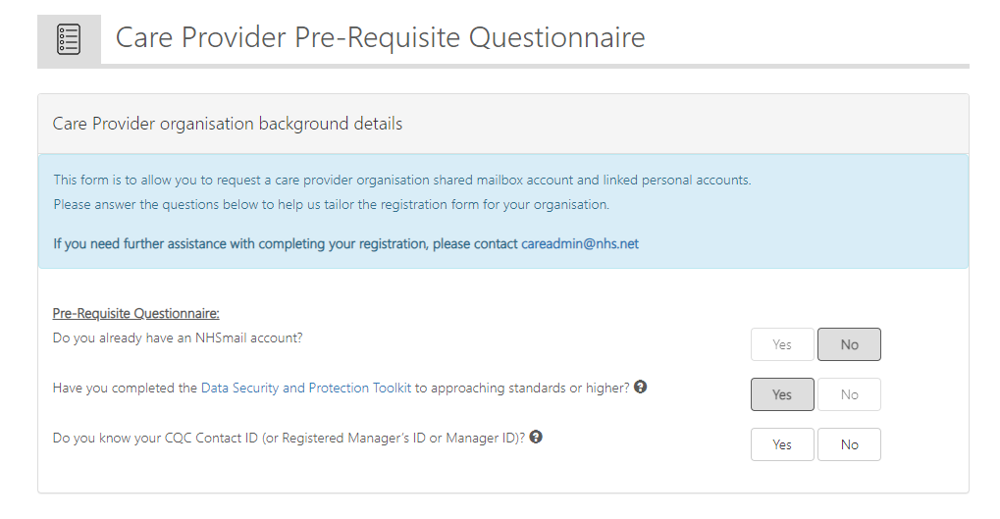 Care Provider Pre-Requisite Questionnaire
Care Provider organisation background details
This form is to allow you to request a care provider organisation shared mailbox account and linked personal accounts.
Please answer the questions below to help us tailor the registration form for your organisation.
If you need further assistance with completing your registration, please contact careadmin@nhs.net
Pre-Requisite Questionnaire:
Do you already have an NHSmail account?
Yes No
Have you completed the Data Security and Protection Toolkit to approaching standards or higher? ?
Yes No
Do you know your CQC Contact ID (or Registered Manager's ID or Manager ID)? ?
Yes No